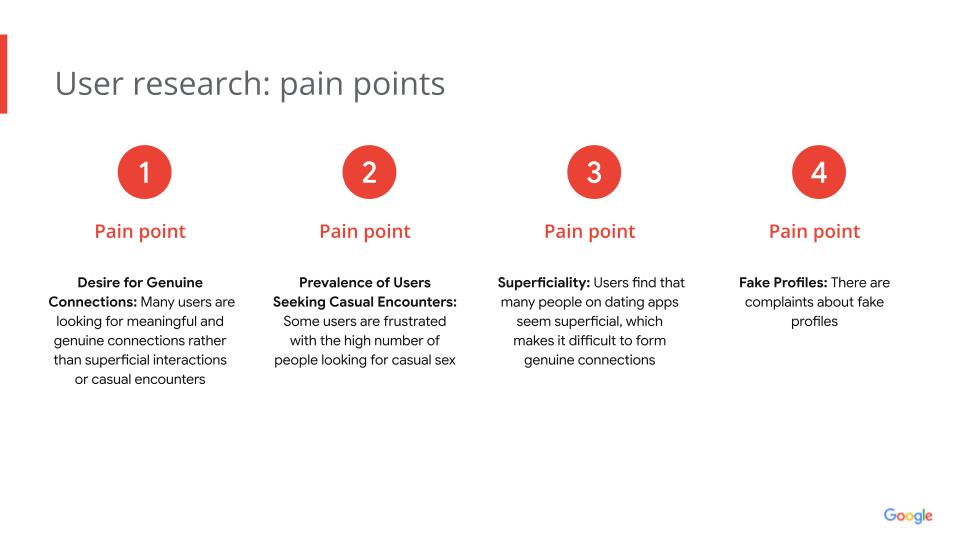 User research: pain points
1
Pain point
Desire for Genuine
Connections: Many users are
looking for meaningful and
genuine connections rather
than superficial interactions
or casual encounters
2
Pain point
Prevalence of Users
Seeking Casual Encounters:
Some users are frustrated
with the high number of
people looking for casual sex
3
Pain point
Superficiality: Users find that
many people on dating apps
seem superficial, which
makes it difficult to form
genuine connections
4
Pain point
Fake Profiles: There are
complaints about fake
profiles
Google